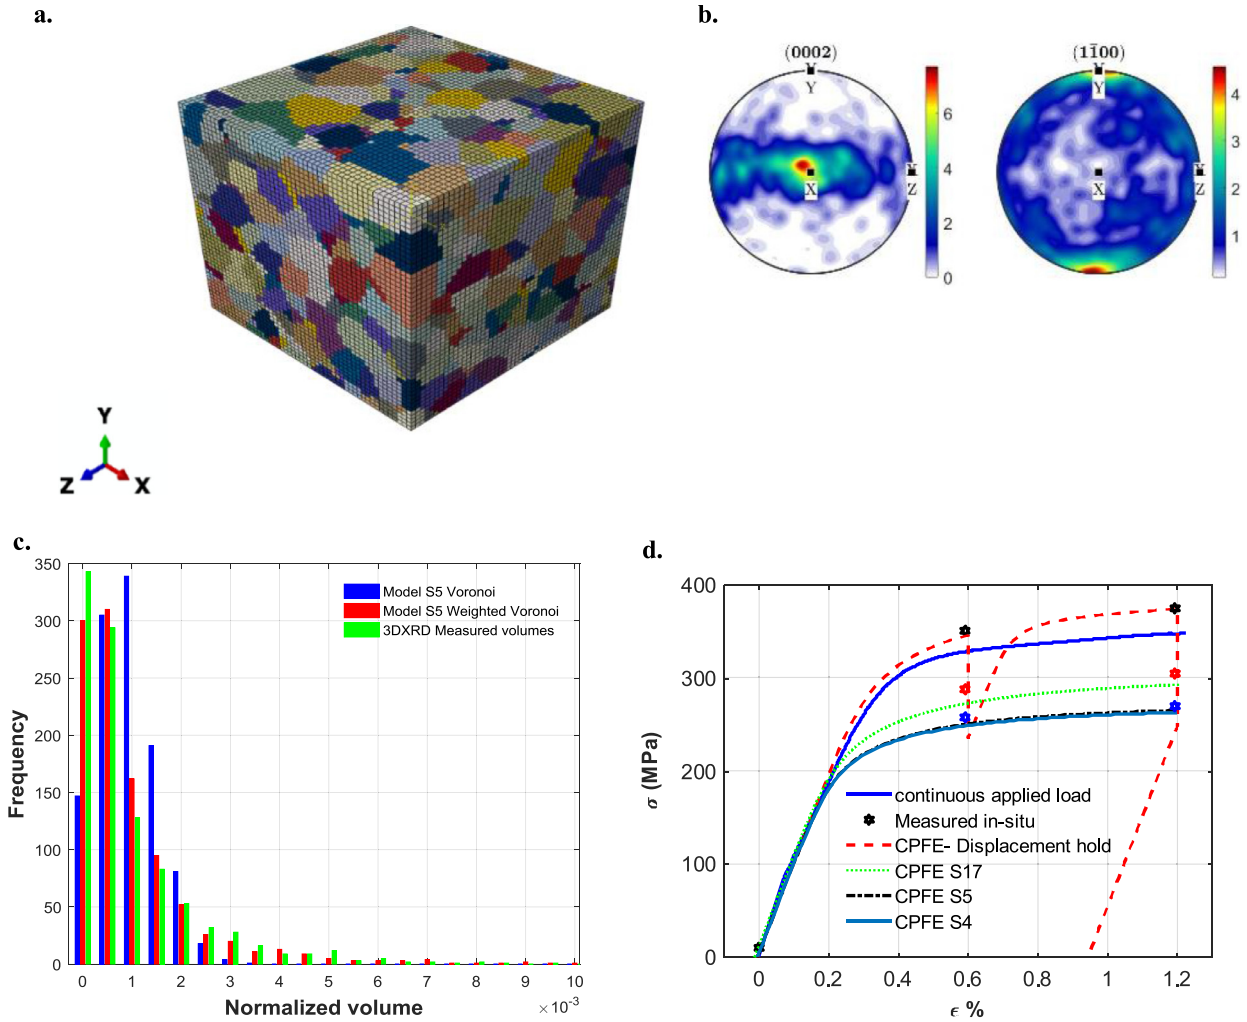 a.
Y
Z X
b.
(0002)
Y
Y
X
Y
Z
6
4
2
0
(11̄00)
Y
Y
X
Y
Z
4
3
2
1
c.
350
300
250
200
150
100
50
0
Frequency
Model S5 Voronoi
Model S5 Weighted Voronoi
3DXRD Measured volumes
0 1 2 3 4 5 6 7 8 9 10
Normalized volume
×10⁻³
d.
400
300
200
100
0
σ (MPa)
continuous applied load
Measured in-situ
CPFE- Displacement hold
CPFE S17
CPFE S5
CPFE S4
0 0.2 0.4 0.6 0.8 1 1.2
ϵ %